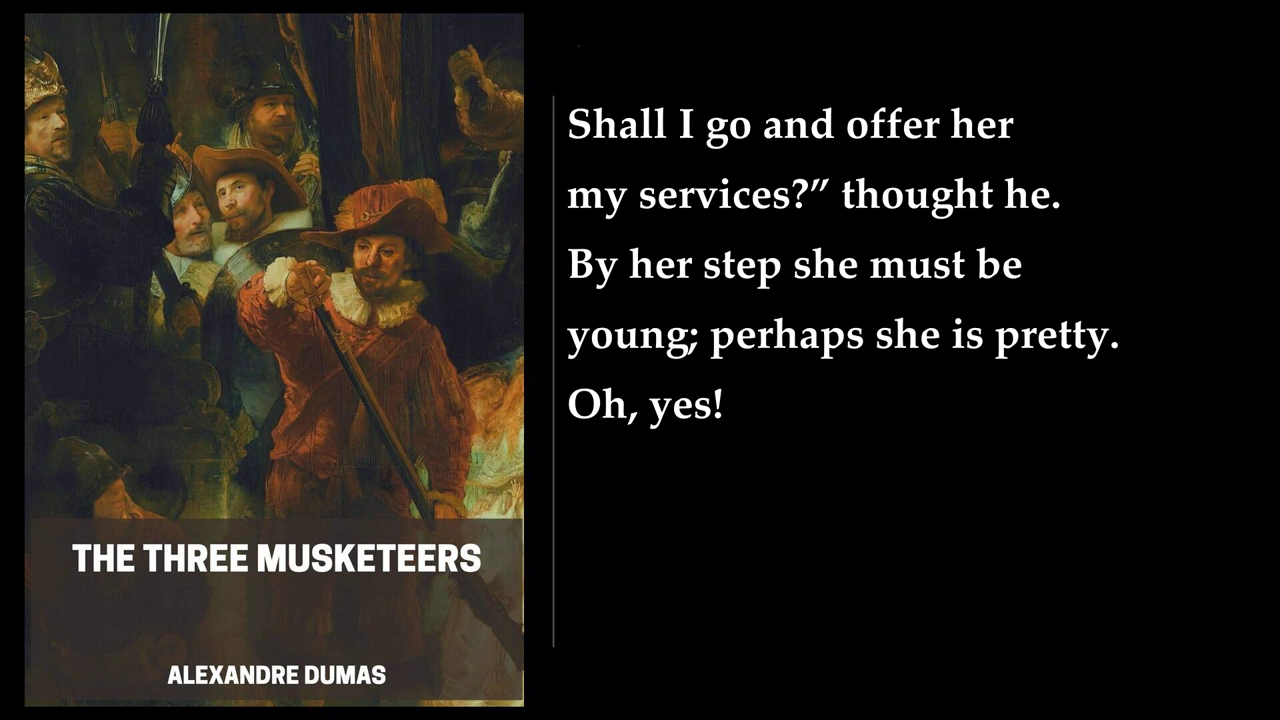 THE THREE MUSKETEERS
ALEXANDRE DUMAS
Shall I go and offer her
my services?” thought he.
By her step she must be
young; perhaps she is pretty.
Oh, yes!